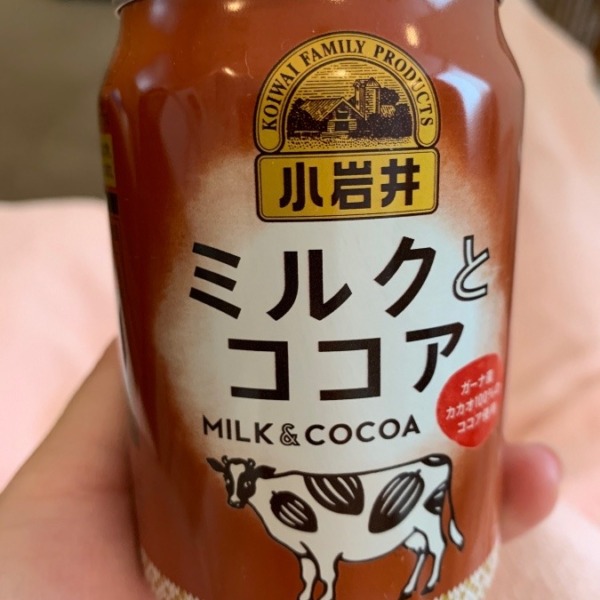 KOIWAI FAMILY PRODUCTS
小岩井
ミルクと
ココア
MILK & COCOA
ガーナ産
カカオ100%の
ココア使用